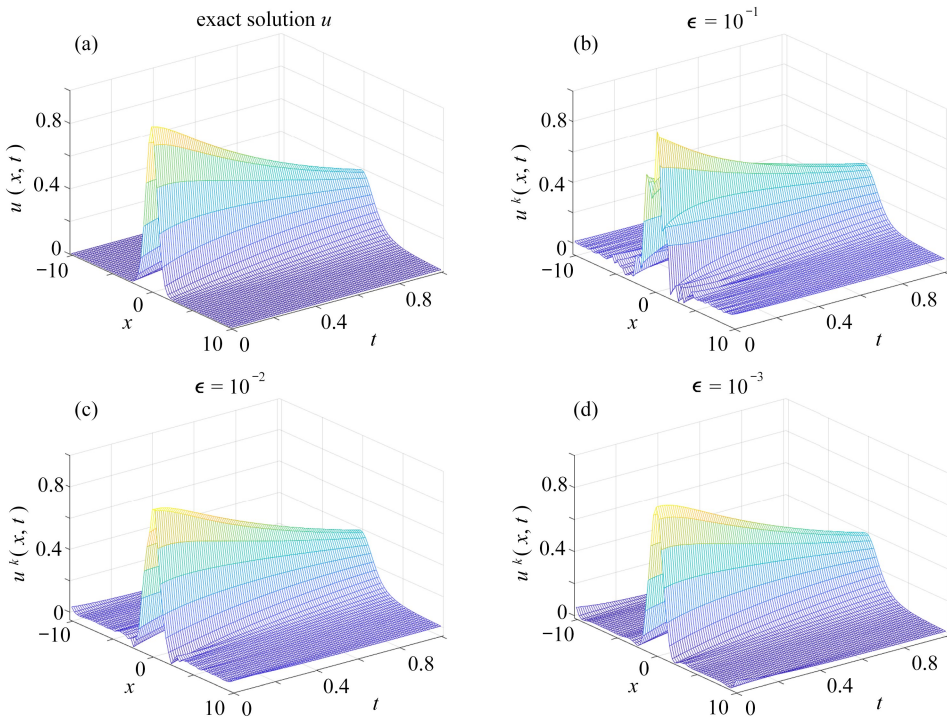 exact solution u
(a)
0.8
0.4
0
u ( x, t )
−10
0
10
x
0
0.4
0.8
t
ϵ = 10⁻¹
(b)
0.8
0.4
0
u ᵏ( x, t )
−10
0
10
x
0
0.4
0.8
t
ϵ = 10⁻²
(c)
0.8
0.4
0
u ᵏ( x, t )
−10
0
10
x
0
0.4
0.8
t
ϵ = 10⁻³
(d)
0.8
0.4
0
u ᵏ( x, t )
−10
0
10
x
0
0.4
0.8
t